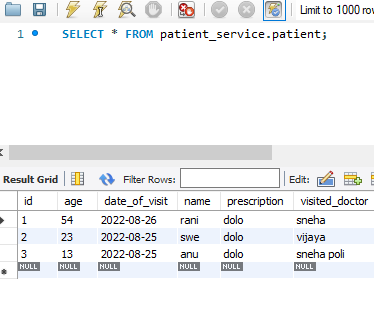 Limit to 1000 row
1 SELECT * FROM patient_service.patient;
Result Grid Filter Rows: Edit:
id age date_of_visit name prescription visited_doctor
1 54 2022-08-26 rani dolo sneha
2 23 2022-08-25 swe dolo vijaya
3 13 2022-08-25 anu dolo sneha poli
NULL NULL NULL NULL NULL NULL